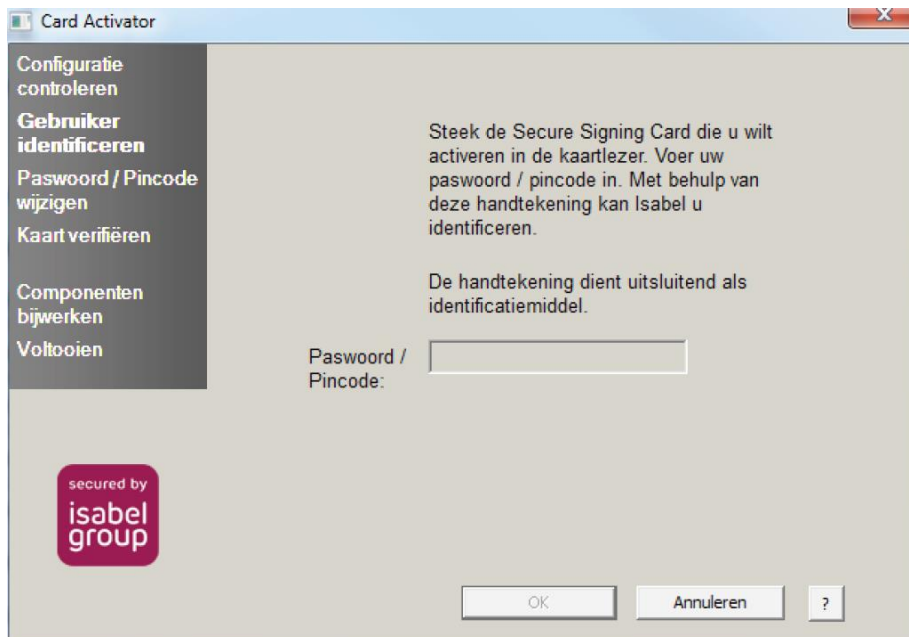 Card Activator
Configuratie
controleren
Gebruiker
identificeren
Paswoord / Pincode
wijzigen
Kaart verifiëren
Componenten
bijwerken
Voltooien
Steek de Secure Signing Card die u wilt
activeren in de kaartlezer. Voer uw
paswoord / pincode in. Met behulp van
deze handtekening kan Isabel u
identificeren.
De handtekening dient uitsluitend als
identificatiemiddel.
Paswoord /
Pincode:
secured by
isabel
group
OK
Annuleren
?